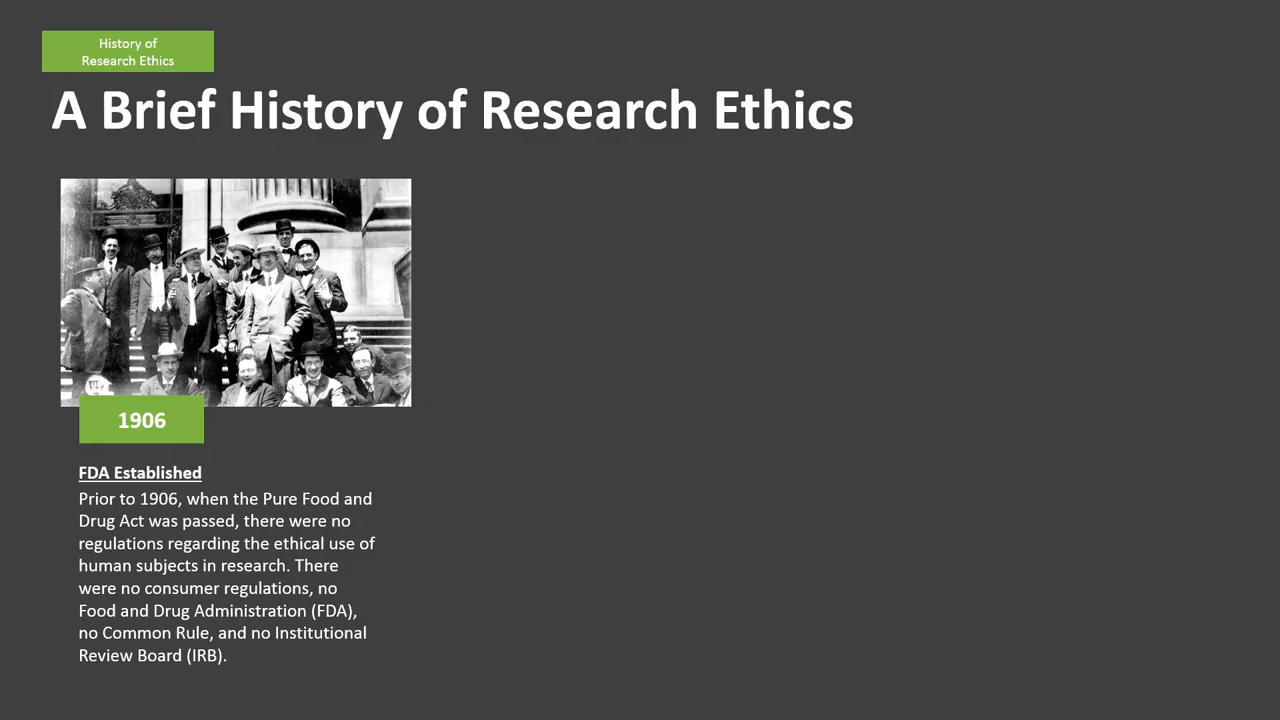 History of
Research Ethics
A Brief History of Research Ethics
1906
FDA Established
Prior to 1906, when the Pure Food and
Drug Act was passed, there were no
regulations regarding the ethical use of
human subjects in research. There
were no consumer regulations, no
Food and Drug Administration (FDA),
no Common Rule, and no Institutional
Review Board (IRB).